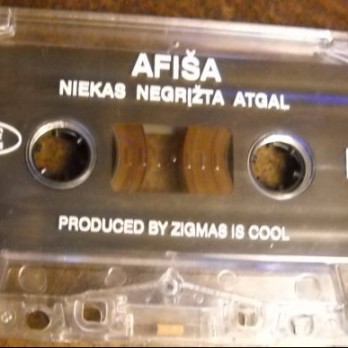 AFIŠA
NIEKAS NEGRĮŽTA ATGAL
PRODUCED BY ZIGMAS IS COOL